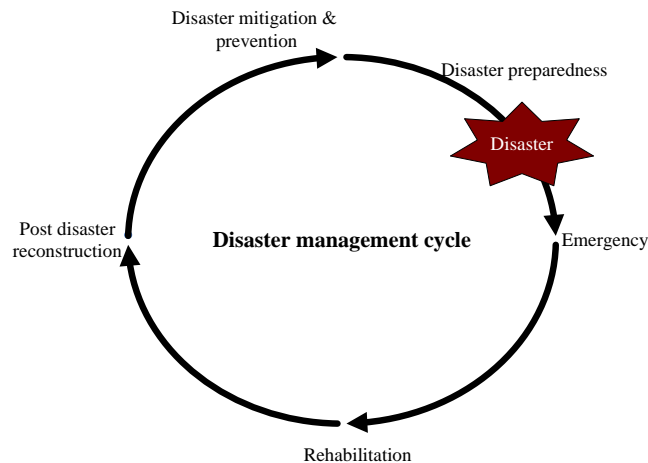 Disaster mitigation &
prevention
Disaster preparedness
Disaster
Post disaster
reconstruction
Disaster management cycle
Emergency
Rehabilitation